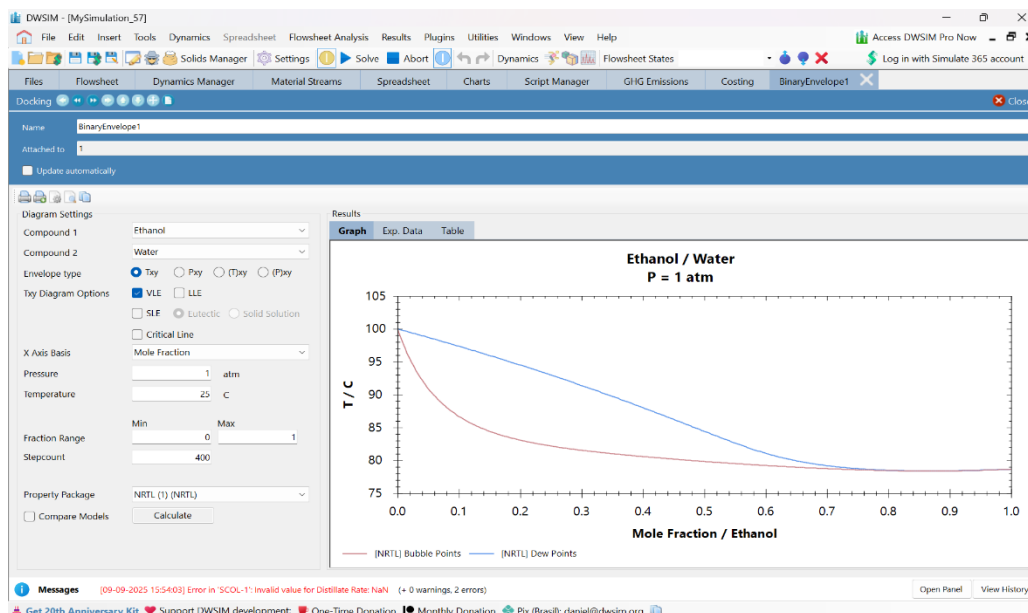 DWSIM - [MySimulation_57]
File Edit Insert Tools Dynamics Spreadsheet Flowsheet Analysis Results Plugins Utilities Windows View Help Access DWSIM Pro Now
Solids Manager Settings Solve Abort Dynamics Flowsheet States Log in with Simulate 365 account
Files Flowsheet Dynamics Manager Material Streams Spreadsheet Charts Script Manager GHG Emissions Costing BinaryEnvelope1
Docking Close
Name BinaryEnvelope1
Attached to 1
Update automatically
Diagram Settings
Compound 1 Ethanol
Compound 2 Water
Envelope type Txy Pxy (T)xy (P)xy
Txy Diagram Options VLE LLE
SLE Eutectic Solid Solution
Critical Line
X Axis Basis Mole Fraction
Pressure 1 atm
Temperature 25 C
Min Max
Fraction Range 0 1
Stepcount 400
Property Package NRTL (1) (NRTL)
Compare Models Calculate
Results
Graph Exp. Data Table
Ethanol / Water
P = 1 atm
105
100
95
90
85
80
75
T / C
0.0 0.1 0.2 0.3 0.4 0.5 0.6 0.7 0.8 0.9 1.0
Mole Fraction / Ethanol
[NRTL] Bubble Points [NRTL] Dew Points
Messages [09-09-2025 15:54:03] Error in 'SCOL-1': Invalid value for Distillate Rate: NaN (+ 0 warnings, 2 errors) Open Panel View History
Get 20th Anniversary Kit Support DWSIM development: One-Time Donation Monthly Donation Pix (Brasil): daniel@dwsim.org